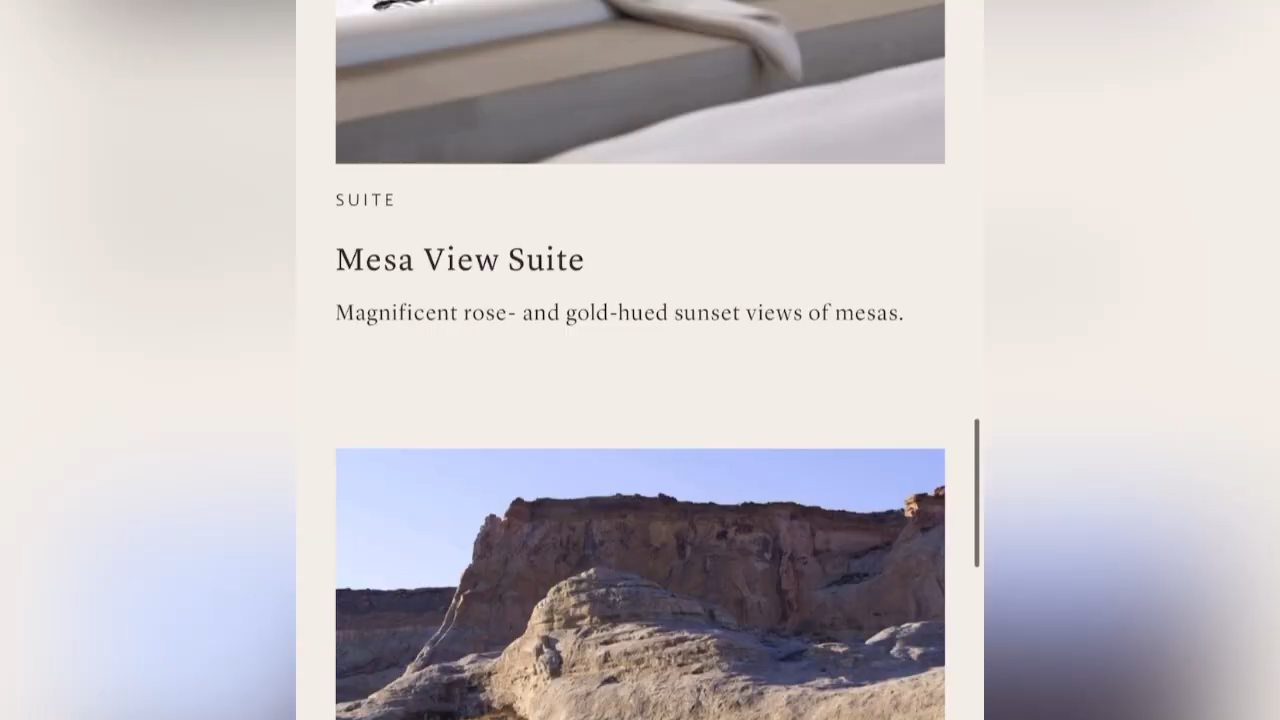 SUITE
Mesa View Suite
Magnificent rose- and gold-hued sunset views of mesas.